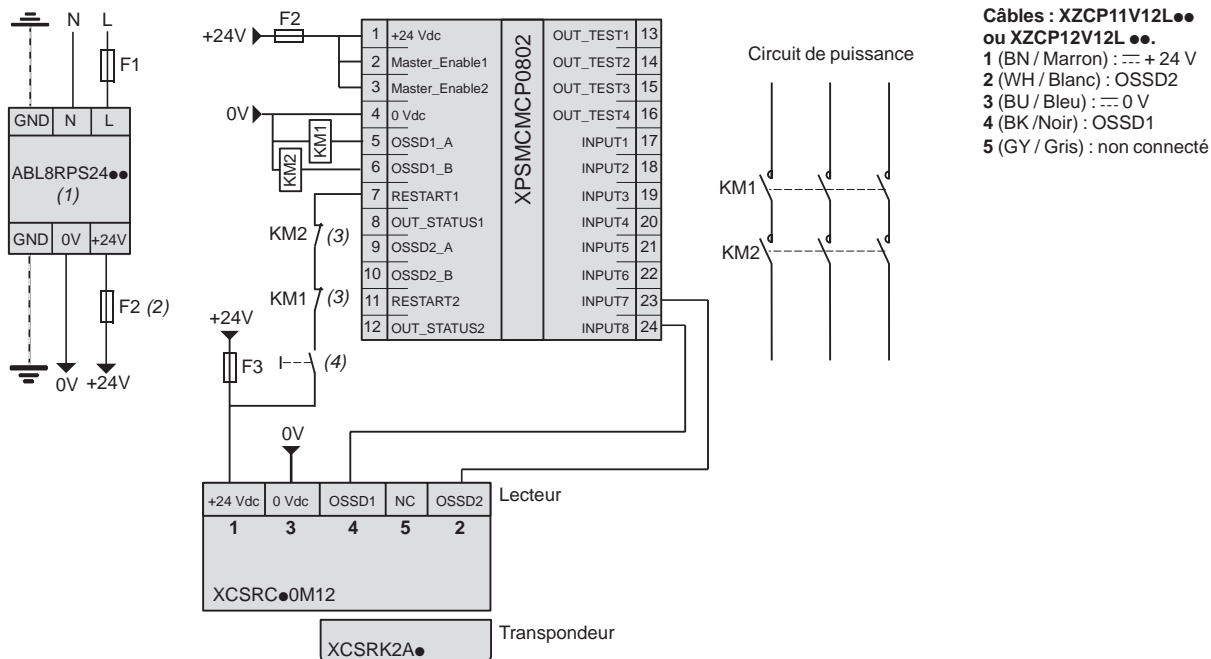 N L
F1
GND N L
ABL8RPS24●●
(1)
GND 0V +24V
F2 (2)
0V +24V
F2
+24V
0V
KM1
KM2
1 +24 Vdc
2 Master_Enable1
3 Master_Enable2
4 0 Vdc
5 OSSD1_A
6 OSSD1_B
7 RESTART1
8 OUT_STATUS1
9 OSSD2_A
10 OSSD2_B
11 RESTART2
12 OUT_STATUS2
XPSMCMCP0802
OUT_TEST1 13
OUT_TEST2 14
OUT_TEST3 15
OUT_TEST4 16
INPUT1 17
INPUT2 18
INPUT3 19
INPUT4 20
INPUT5 21
INPUT6 22
INPUT7 23
INPUT8 24
KM2 (3)
KM1 (3)
+24V
F3
(4)
0V
+24 Vdc 0 Vdc OSSD1 NC OSSD2
1 3 4 5 2
Lecteur
XCSRC●0M12
Transpondeur
XCSRK2A●
Circuit de puissance
KM1
KM2
Câbles : XZCP11V12L●●
ou XZCP12V12L ●●.
1 (BN / Marron) : ⎓ + 24 V
2 (WH / Blanc) : OSSD2
3 (BU / Bleu) : ⎓ 0 V
4 (BK /Noir) : OSSD1
5 (GY / Gris) : non connecté